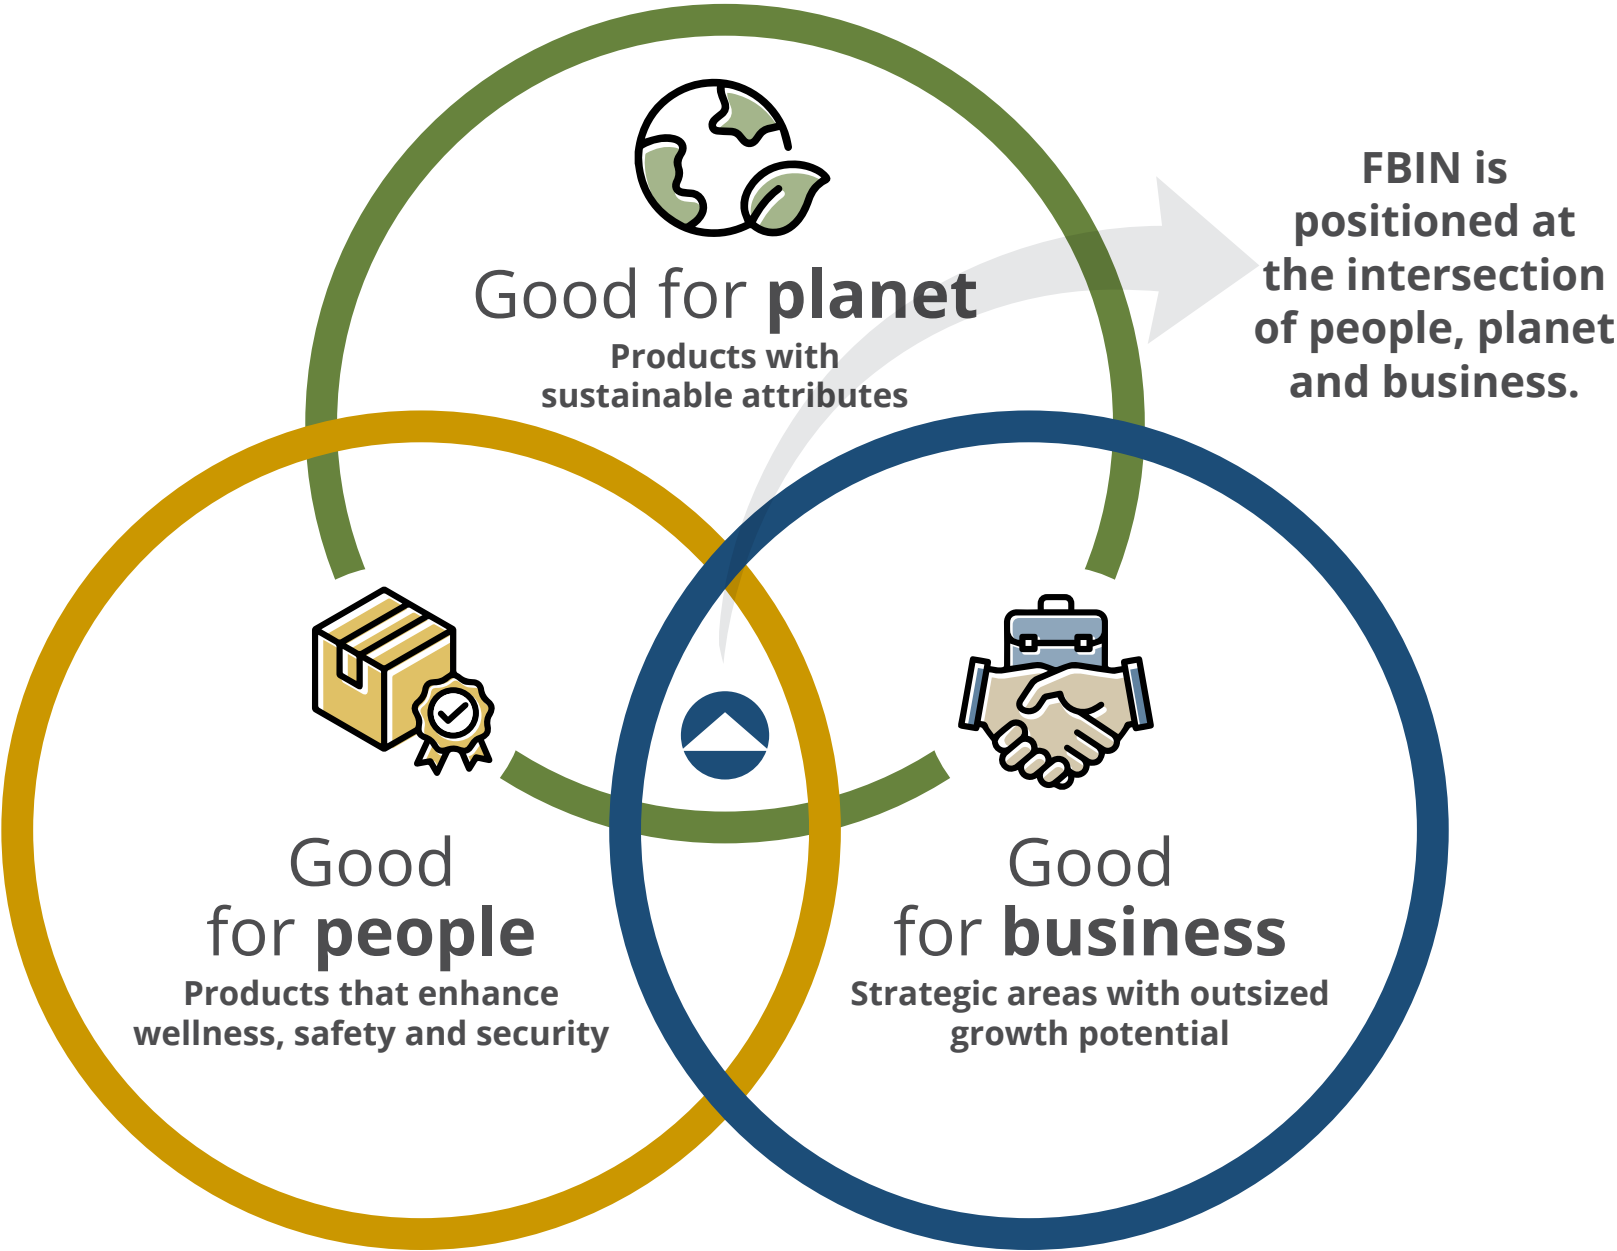 Good for planet
Products with
sustainable attributes
FBIN is
positioned at
the intersection
of people, planet
and business.
Good
for people
Products that enhance
wellness, safety and security
Good
for business
Strategic areas with outsized
growth potential